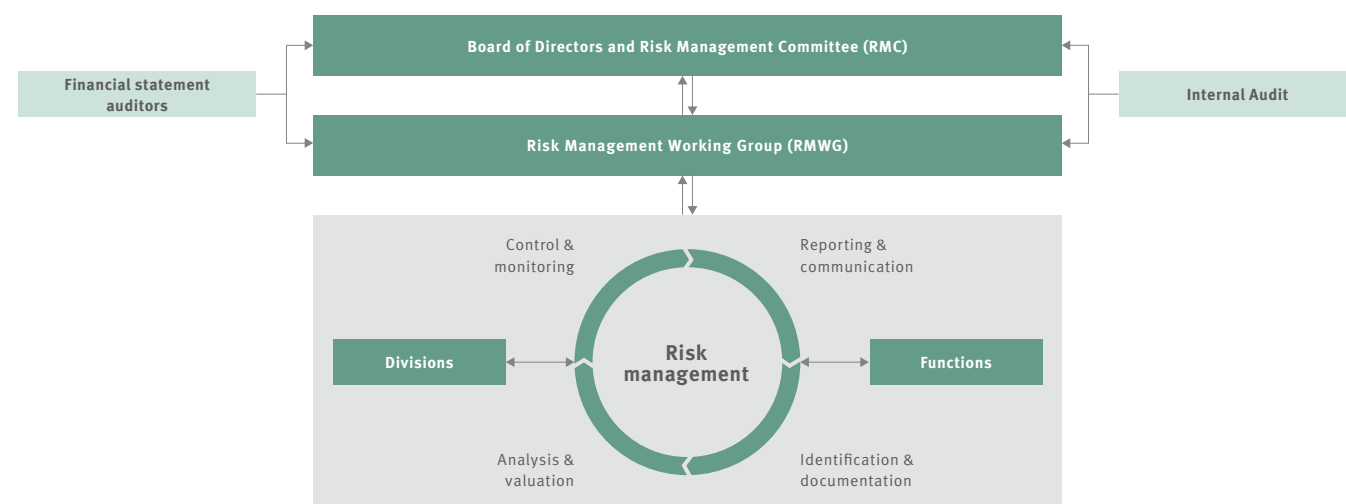 Board of Directors and Risk Management Committee (RMC)
Financial statement
auditors
Internal Audit
Risk Management Working Group (RMWG)
Control &
monitoring
Reporting &
communication
Divisions
Risk
management
Functions
Analysis &
valuation
Identification &
documentation